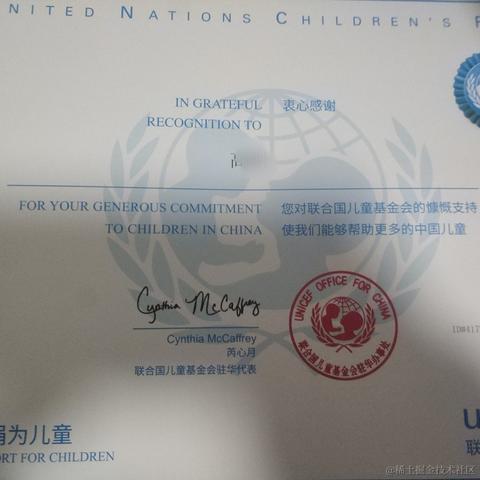 NITED NATIONS CHILDREN'S F
IN GRATEFUL 衷心感谢
RECOGNITION TO
高
FOR YOUR GENEROUS COMMITMENT 您对联合国儿童基金会的慷慨支持
TO CHILDREN IN CHINA 使我们能够帮助更多的中国儿童
Cynthia McCaffrey
UNICEF OFFICE FOR CHINA
联合国儿童基金会驻华办事处
ID#417
Cynthia McCaffrey
芮心月
联合国儿童基金会驻华代表
为儿童
ORT FOR CHILDREN
u
联
@稀土掘金技术社区